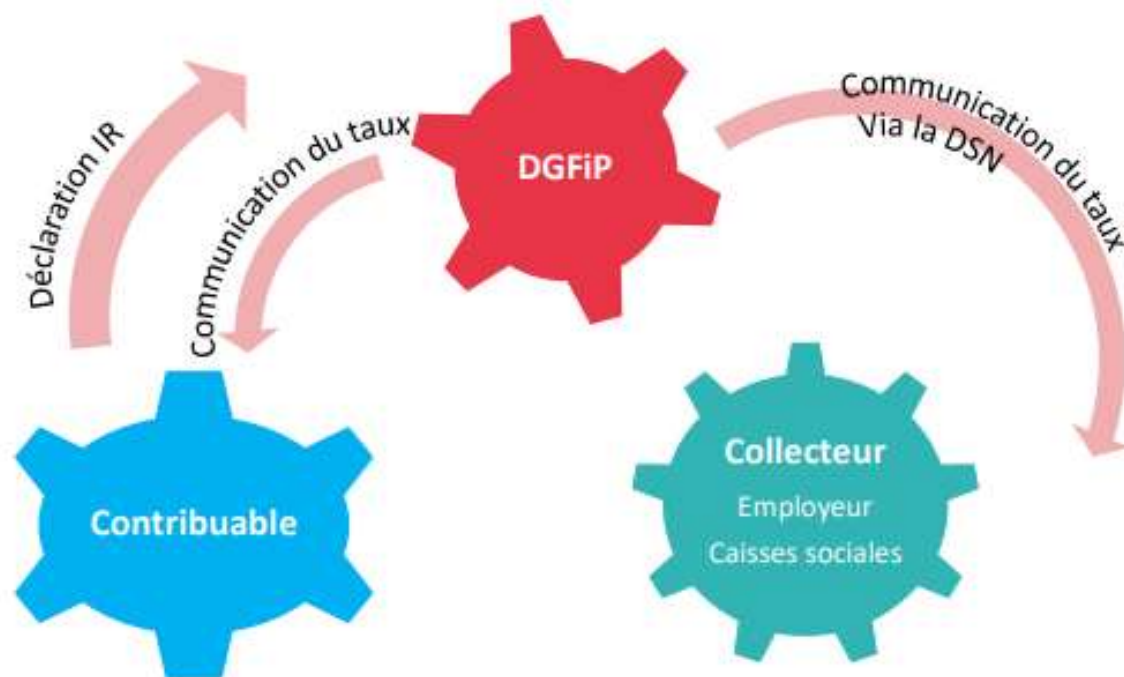 Déclaration IR
Communication du taux
DGFiP
Communication du taux
Via la DSN
Contribuable
Collecteur
Employeur
Caisses sociales